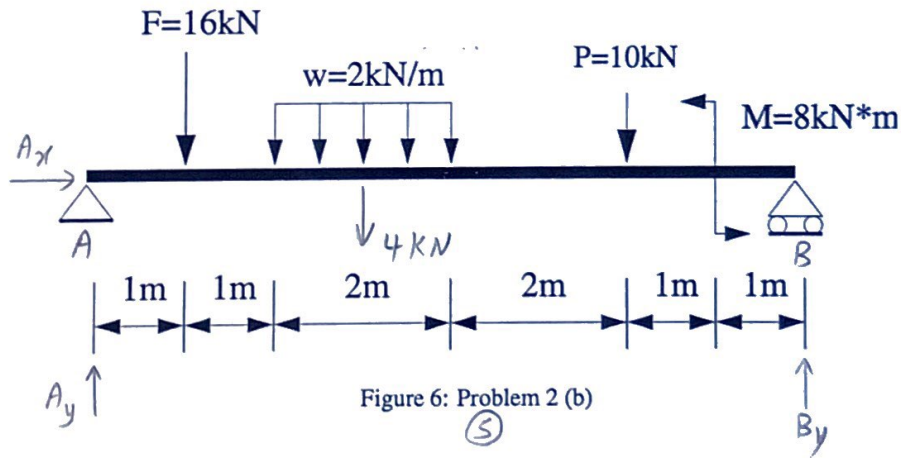 F=16kN
w=2kN/m
P=10kN
M=8kN*m
Ax
A
4KN
B
1m 1m 2m 2m 1m 1m
Ay
Figure 6: Problem 2 (b)
5
By